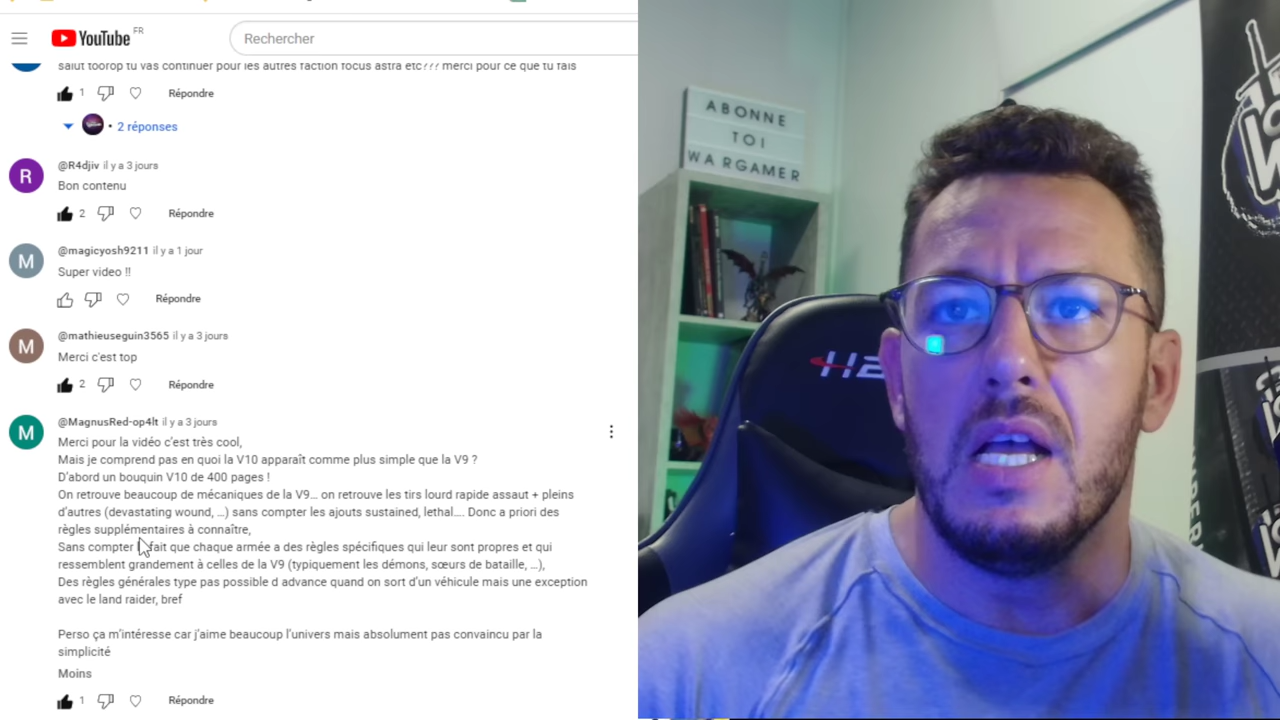 YouTube FR
Rechercher
salut toorop tu vas continuer pour les autres faction focus astra etc??? merci pour ce que tu fais
1 Répondre
2 réponses
R
@R4djiv il y a 3 jours
Bon contenu
2 Répondre
M
@magicyosh9211 il y a 1 jour
Super video !!
Répondre
M
@mathieuseguin3565 il y a 3 jours
Merci c'est top
2 Répondre
M
@MagnusRed-op4lt il y a 3 jours
Merci pour la vidéo c'est très cool,
Mais je comprend pas en quoi la V10 apparaît comme plus simple que la V9 ?
D'abord un bouquin V10 de 400 pages !
On retrouve beaucoup de mécaniques de la V9... on retrouve les tirs lourd rapide assaut + pleins
d'autres (devastating wound, ...) sans compter les ajouts sustained, lethal.... Donc a priori des
règles supplémentaires à connaître,
Sans compter fait que chaque armée a des règles spécifiques qui leur sont propres et qui
ressemblent grandement à celles de la V9 (typiquement les démons, sœurs de bataille, ...),
Des règles générales type pas possible d advance quand on sort d'un véhicule mais une exception
avec le land raider, bref
Perso ça m'intéresse car j'aime beaucoup l'univers mais absolument pas convaincu par la
simplicité
Moins
1 Répondre
ABONNE
TOI
WARGAMER